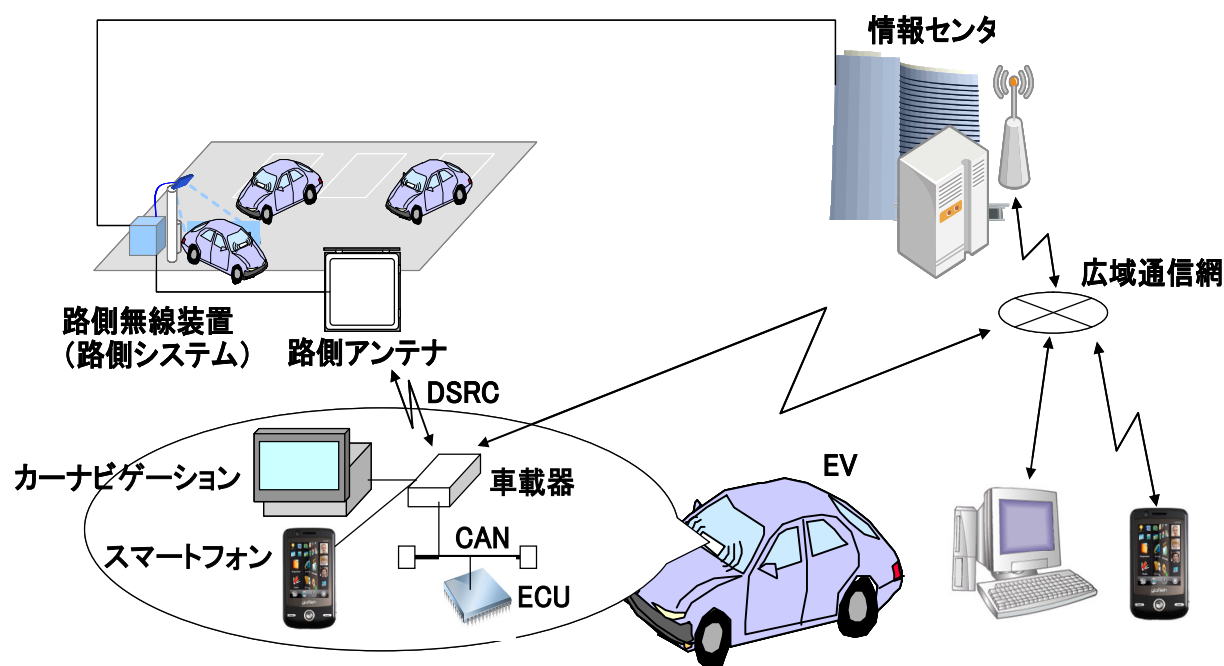 情報センタ
広域通信網
路側無線装置
（路側システム）
路側アンテナ
DSRC
カーナビゲーション
車載器
EV
スマートフォン
CAN
ECU